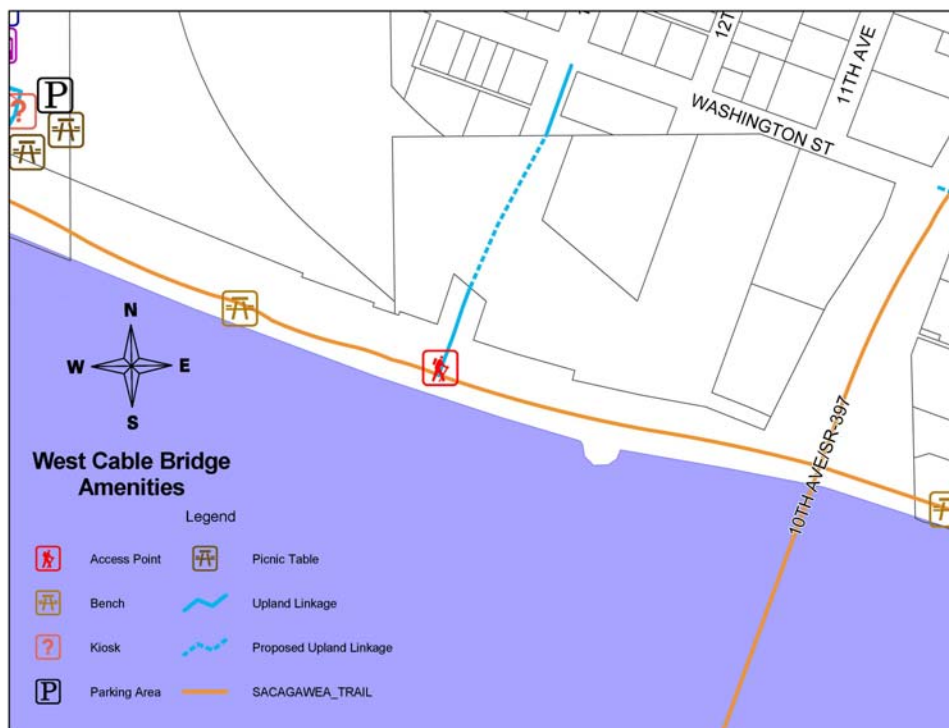 P
?
12TH
11TH AVE
WASHINGTON ST
10TH AVE/SR-397
N
W E
S
West Cable Bridge
Amenities
Legend
Access Point
Picnic Table
Bench
Upland Linkage
? Kiosk
Proposed Upland Linkage
P Parking Area
SACAGAWEA_TRAIL